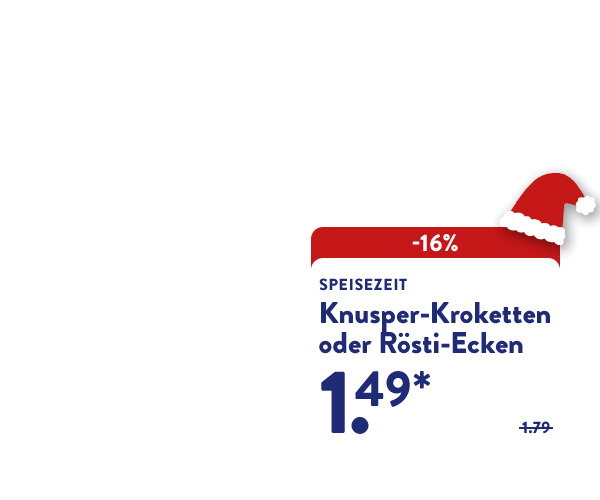 -16%
SPEISEZEIT
Knusper-Kroketten
oder Rösti-Ecken
1.49*
1.79